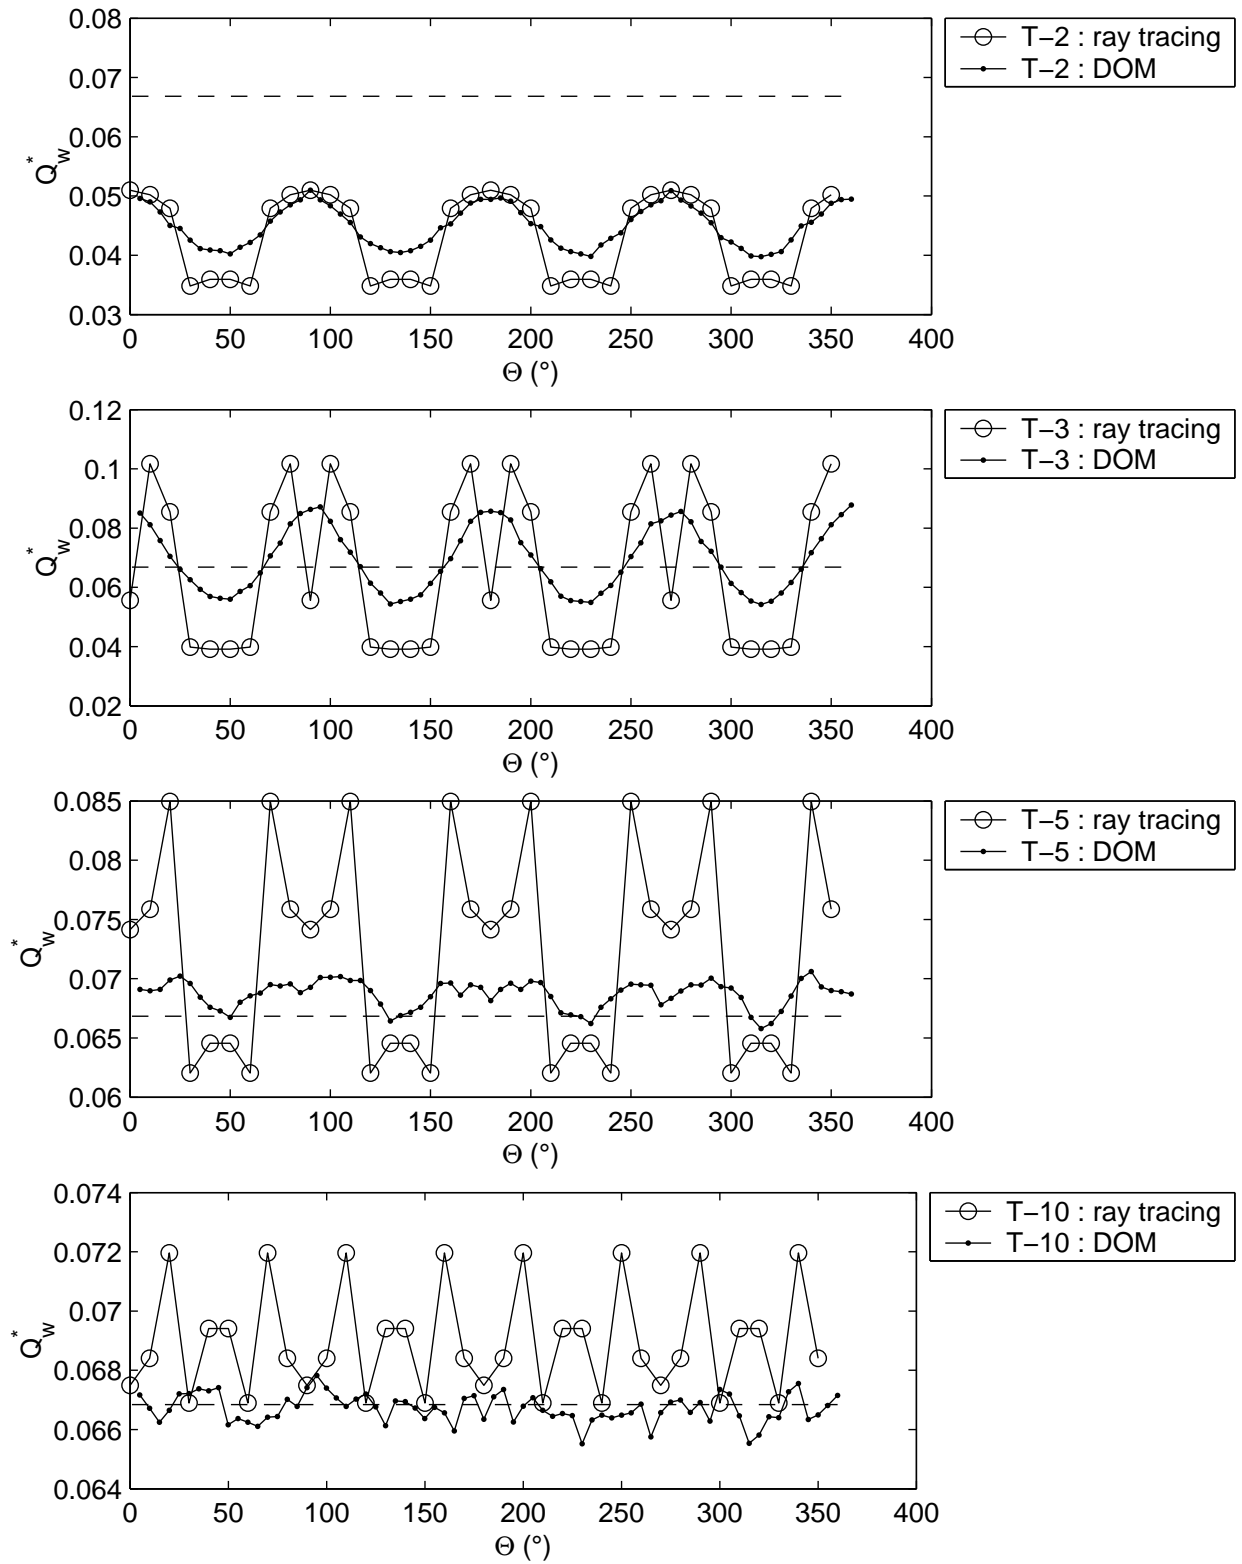 0.08
0.07
0.06
0.05
0.04
0.03
Q*w
0 50 100 150 200 250 300 350 400
Θ (°)
T−2 : ray tracing
T−2 : DOM
0.12
0.1
0.08
0.06
0.04
0.02
Q*w
0 50 100 150 200 250 300 350 400
Θ (°)
T−3 : ray tracing
T−3 : DOM
0.085
0.08
0.075
0.07
0.065
0.06
Q*w
0 50 100 150 200 250 300 350 400
Θ (°)
T−5 : ray tracing
T−5 : DOM
0.074
0.072
0.07
0.068
0.066
0.064
Q*w
0 50 100 150 200 250 300 350 400
Θ (°)
T−10 : ray tracing
T−10 : DOM